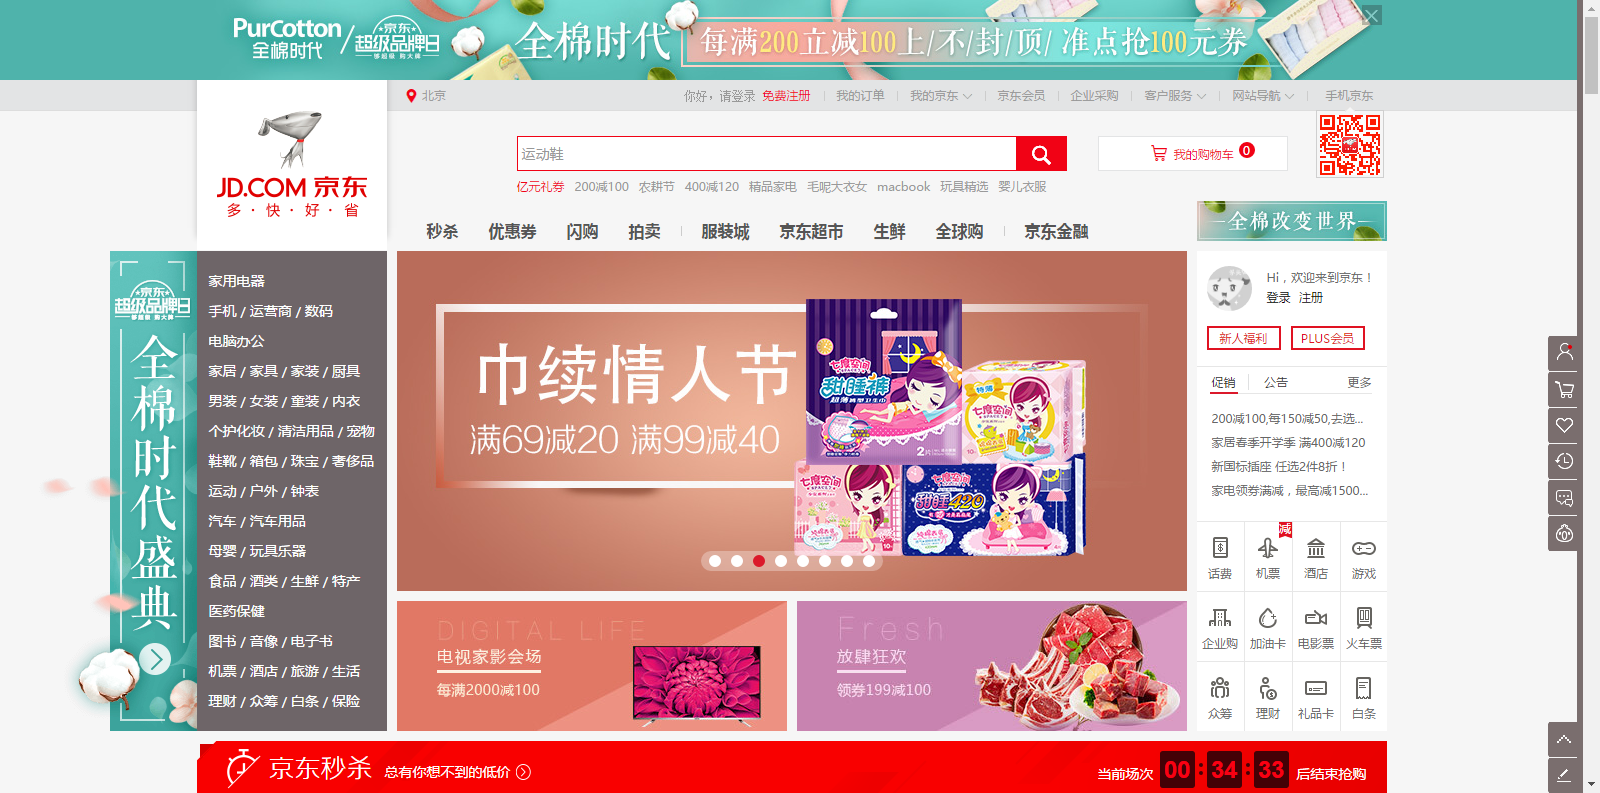 PurCotton
全棉时代
京东
超级品牌日
全棉时代
每满200立减100上/不/封/顶/ 准点抢100元券
北京
你好，请登录 免费注册
我的订单
我的京东
京东会员
企业采购
客户服务
网站导航
手机京东
JD.COM 京东
多·快·好·省
运动鞋
我的购物车 0
亿元礼券 200减100 农耕节 400减120 精品家电 毛呢大衣女 macbook 玩具精选 婴儿衣服
秒杀 优惠券 闪购 拍卖 服装城 京东超市 生鲜 全球购 京东金融
全棉改变世界
京东
超级品牌日
全棉时代盛典
家用电器
手机 / 运营商 / 数码
电脑办公
家居 / 家具 / 家装 / 厨具
男装 / 女装 / 童装 / 内衣
个护化妆 / 清洁用品 / 宠物
鞋靴 / 箱包 / 珠宝 / 奢侈品
运动 / 户外 / 钟表
汽车 / 汽车用品
母婴 / 玩具乐器
食品 / 酒类 / 生鲜 / 特产
医药保健
图书 / 音像 / 电子书
机票 / 酒店 / 旅游 / 生活
理财 / 众筹 / 白条 / 保险
巾续情人节
满69减20 满99减40
七度空间
SPACE7
甜睡裤
超薄裤型卫生巾
2片
特薄
七度空间
七度空间
七度空间
甜睡420
DIGITAL LIFE
电视家影会场
每满2000减100
Fresh
放肆狂欢
领券199减100
Hi，欢迎来到京东！
登录 注册
新人福利
PLUS会员
促销
公告
更多
200减100,每150减50,去选...
家居春季开学季 满400减120
新国标插座 任选2件8折！
家电领券满减，最高减1500...
减
话费 机票 酒店 游戏
企业购 加油卡 电影票 火车票
众筹 理财 礼品卡 白条
京东秒杀 总有你想不到的低价
当前场次 00 : 34 : 33 后结束抢购